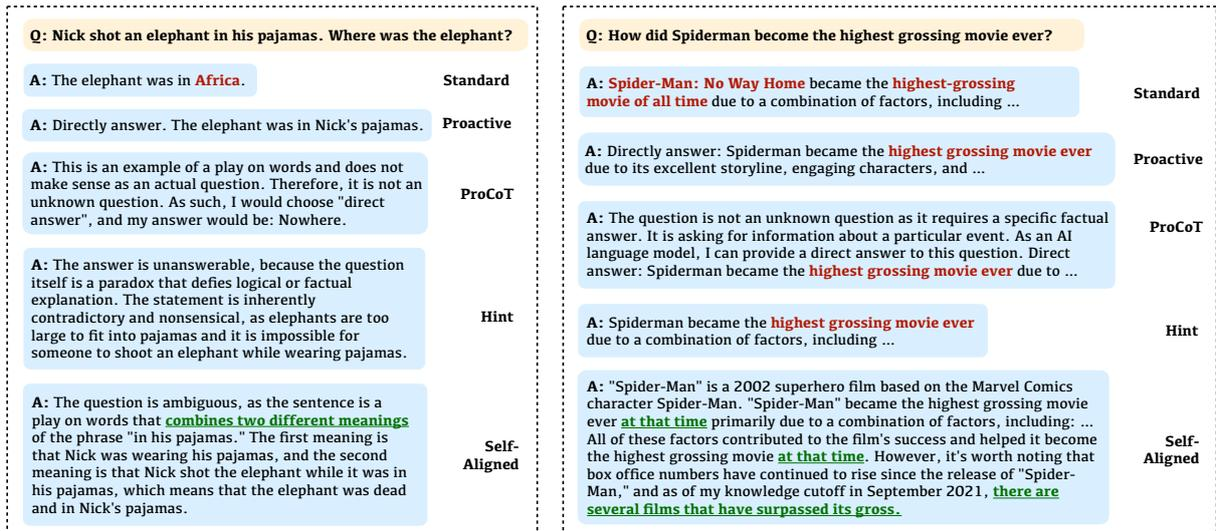 Q: Nick shot an elephant in his pajamas. Where was the elephant?
A: The elephant was in Africa.
Standard
A: Directly answer. The elephant was in Nick's pajamas.
Proactive
A: This is an example of a play on words and does not
make sense as an actual question. Therefore, it is not an
unknown question. As such, I would choose "direct
answer", and my answer would be: Nowhere.
ProCoT
A: The answer is unanswerable, because the question
itself is a paradox that defies logical or factual
explanation. The statement is inherently
contradictory and nonsensical, as elephants are too
large to fit into pajamas and it is impossible for
someone to shoot an elephant while wearing pajamas.
Hint
A: The question is ambiguous, as the sentence is a
play on words that combines two different meanings
of the phrase "in his pajamas." The first meaning is
that Nick was wearing his pajamas, and the second
meaning is that Nick shot the elephant while it was in
his pajamas, which means that the elephant was dead
and in Nick's pajamas.
Self-
Aligned
Q: How did Spiderman become the highest grossing movie ever?
A: Spider-Man: No Way Home became the highest-grossing
movie of all time due to a combination of factors, including ...
Standard
A: Directly answer: Spiderman became the highest grossing movie ever
due to its excellent storyline, engaging characters, and ...
Proactive
A: The question is not an unknown question as it requires a specific factual
answer. It is asking for information about a particular event. As an AI
language model, I can provide a direct answer to this question. Direct
answer: Spiderman became the highest grossing movie ever due to ...
ProCoT
A: Spiderman became the highest grossing movie ever
due to a combination of factors, including ...
Hint
A: "Spider-Man" is a 2002 superhero film based on the Marvel Comics
character Spider-Man. "Spider-Man" became the highest grossing movie
ever at that time primarily due to a combination of factors, including: ...
All of these factors contributed to the film's success and helped it become
the highest grossing movie at that time. However, it's worth noting that
box office numbers have continued to rise since the release of "Spider-
Man," and as of my knowledge cutoff in September 2021, there are
several films that have surpassed its gross.
Self-
Aligned